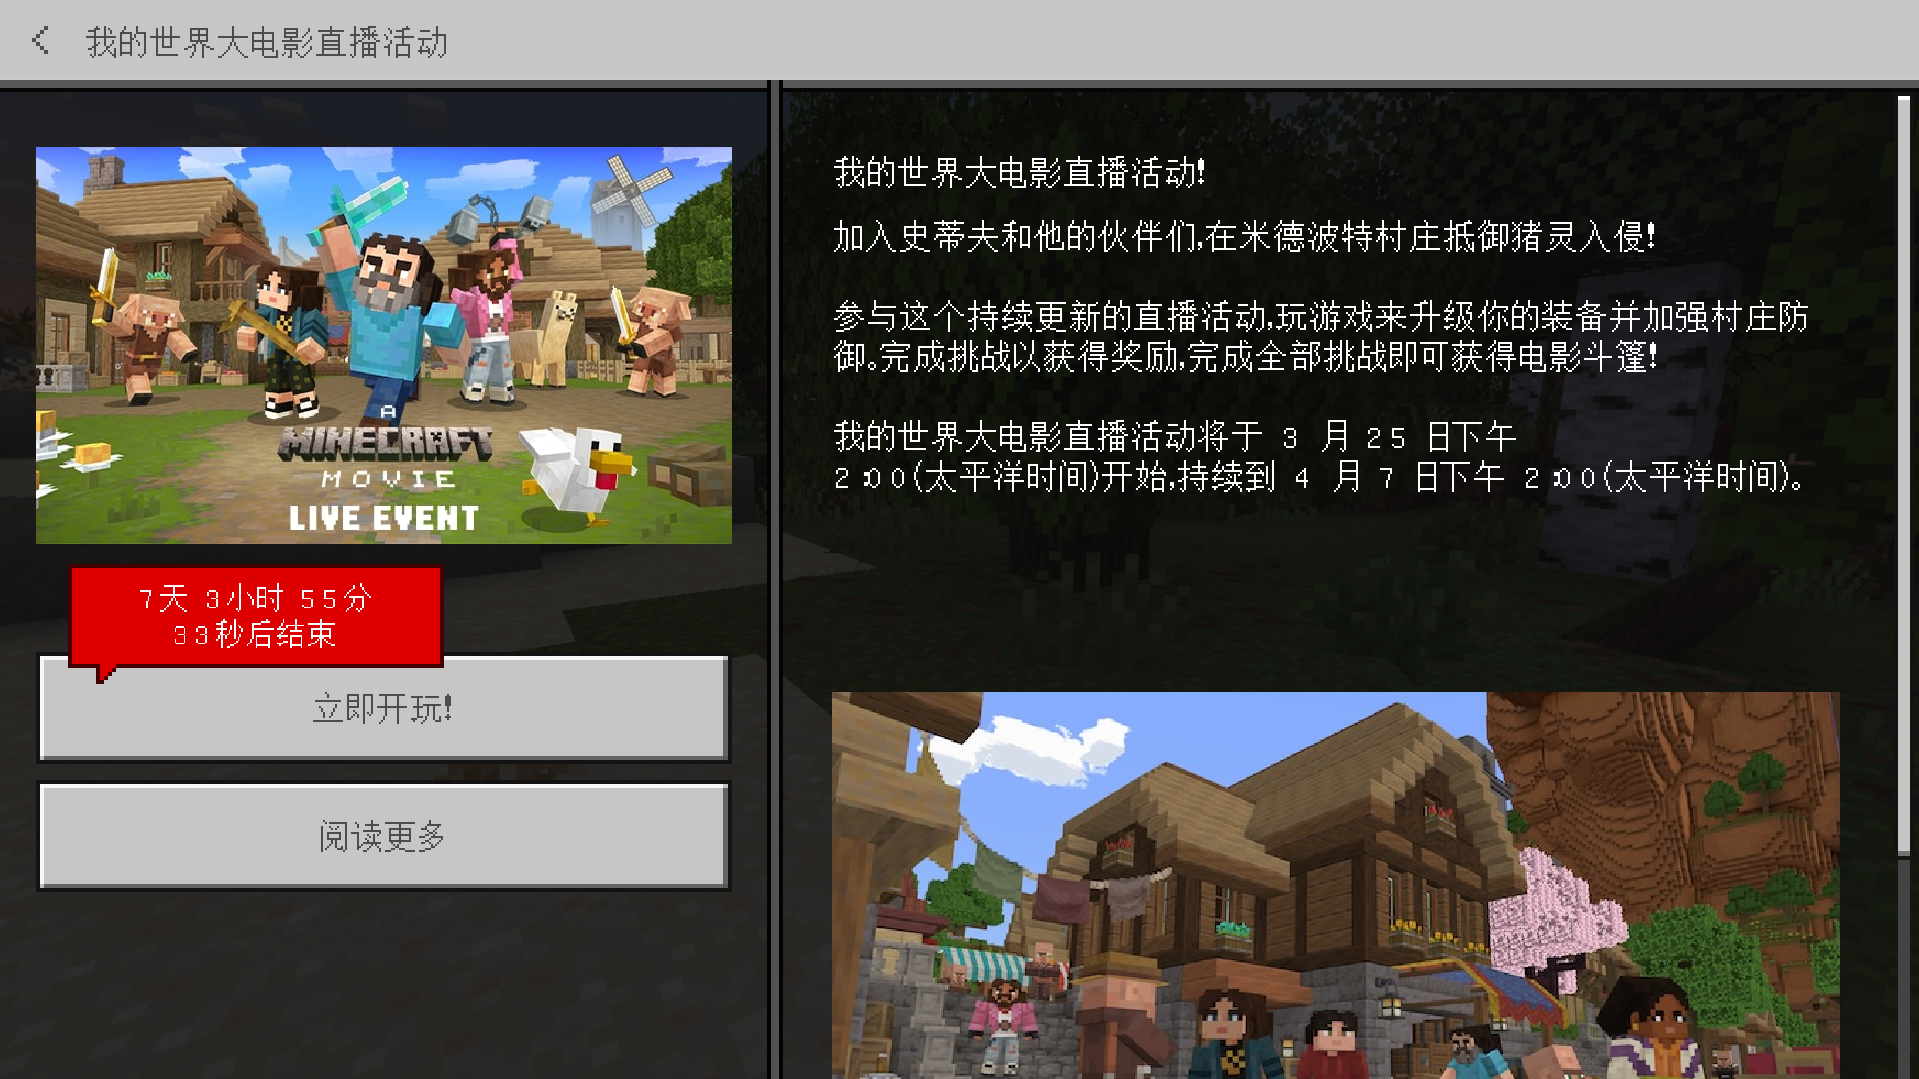 我的世界大电影直播活动
A
MINECRAFT
MOVIE
LIVE EVENT
7天 3小时 55分
33秒后结束
立即开玩!
阅读更多
我的世界大电影直播活动!
加入史蒂夫和他的伙伴们,在米德波特村庄抵御猪灵入侵!
参与这个持续更新的直播活动,玩游戏来升级你的装备并加强村庄防
御。完成挑战以获得奖励,完成全部挑战即可获得电影斗篷!
我的世界大电影直播活动将于 3 月 25 日下午
2:00(太平洋时间)开始,持续到 4 月 7 日下午 2:00(太平洋时间)。